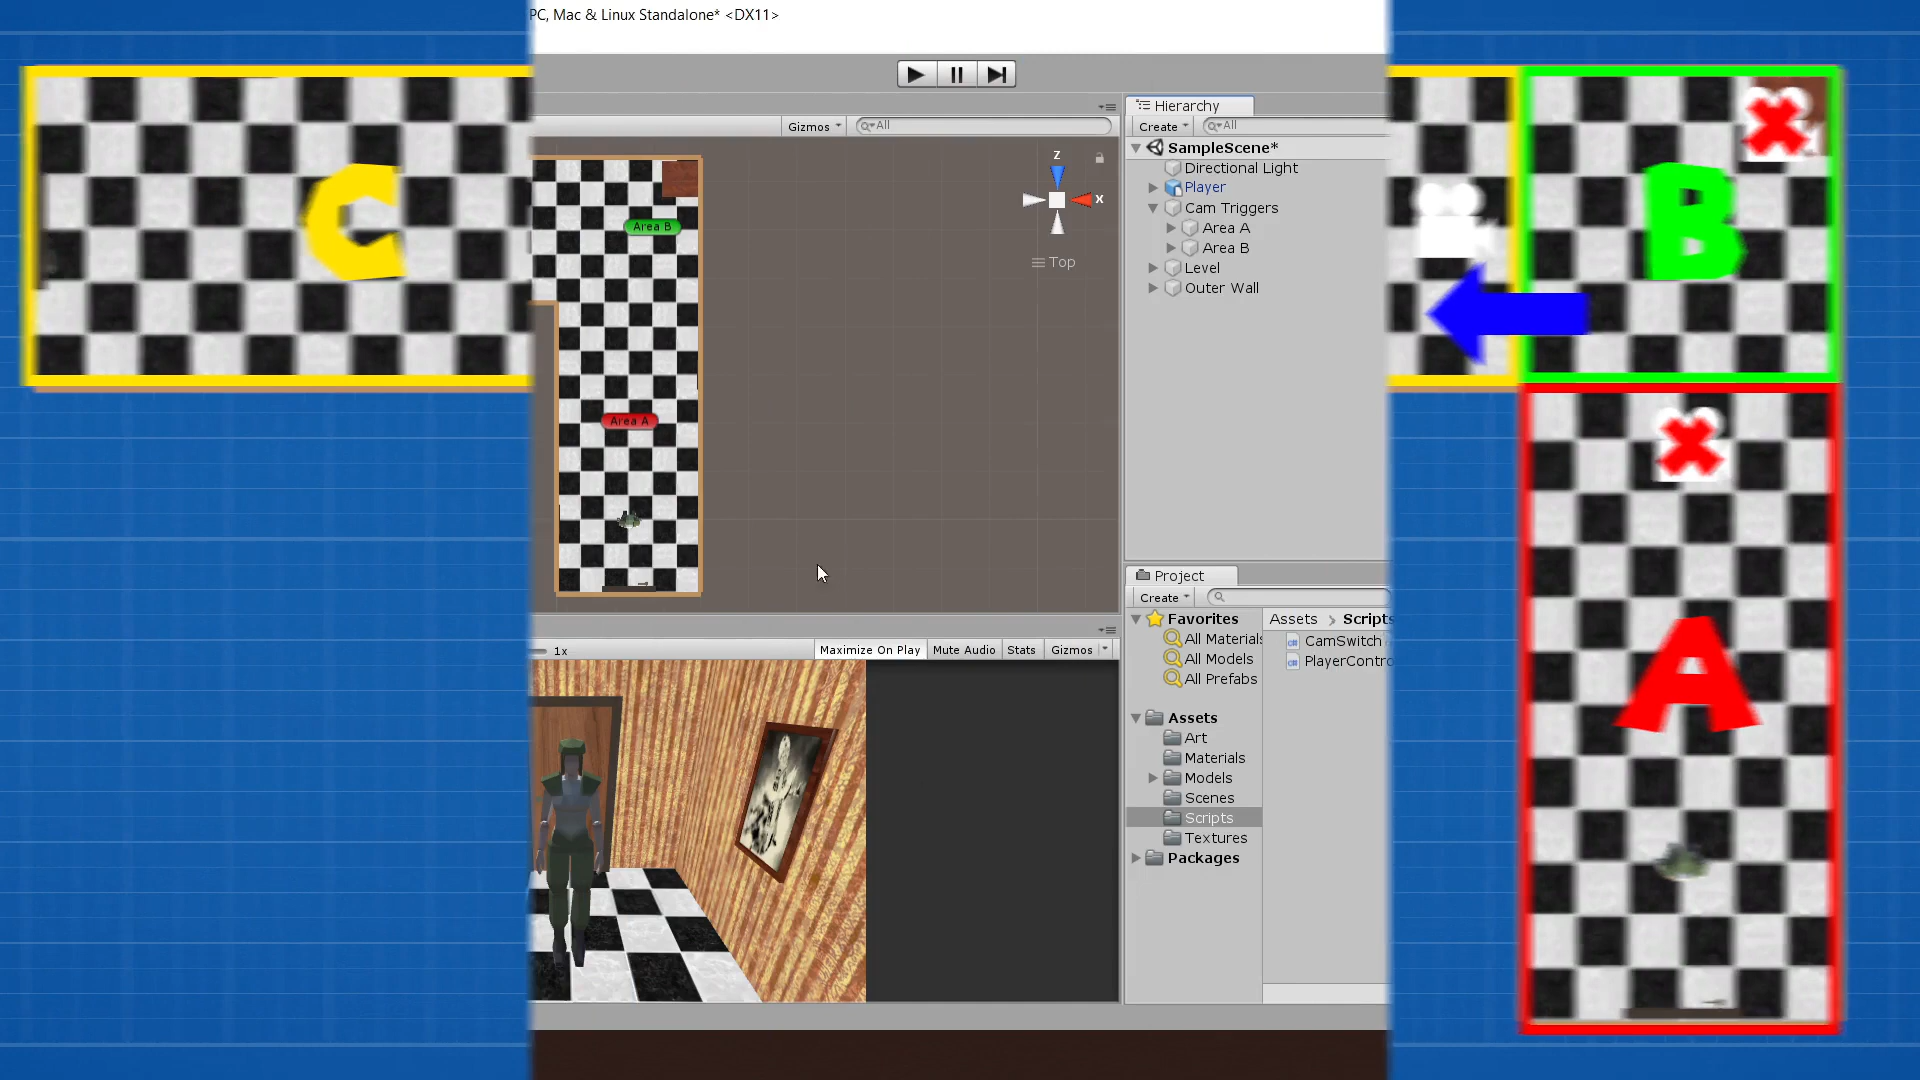 PC, Mac & Linux Standalone* <DX11>
Gizmos
All
Hierarchy
Create
All
SampleScene*
Directional Light
Player
Cam Triggers
Area A
Area B
Level
Outer Wall
Z
X
Top
Area B
Area A
C
B
A
1x
Maximize On Play
Mute Audio
Stats
Gizmos
Project
Create
Favorites
All Materials
All Models
All Prefabs
Assets
Art
Materials
Models
Scenes
Scripts
Textures
Packages
Assets
Scripts
CamSwitch
PlayerContro